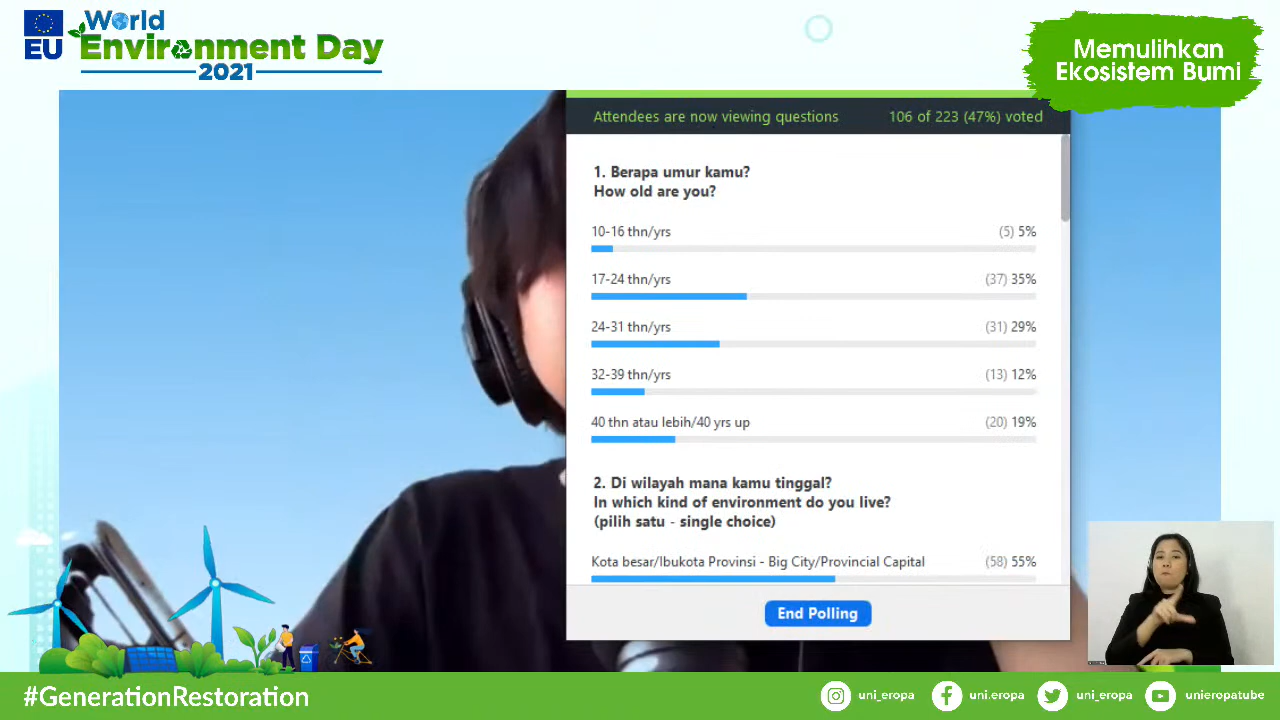 EU
World
Environment Day
2021
Memulihkan
Ekosistem Bumi
Attendees are now viewing questions 106 of 223 (47%) voted
1. Berapa umur kamu?
How old are you?
10-16 thn/yrs (5) 5%
17-24 thn/yrs (37) 35%
24-31 thn/yrs (31) 29%
32-39 thn/yrs (13) 12%
40 thn atau lebih/40 yrs up (20) 19%
2. Di wilayah mana kamu tinggal?
In which kind of environment do you live?
(pilih satu - single choice)
Kota besar/Ibukota Provinsi - Big City/Provincial Capital (58) 55%
End Polling
#GenerationRestoration
uni_eropa uni.eropa uni_eropa unieropatube